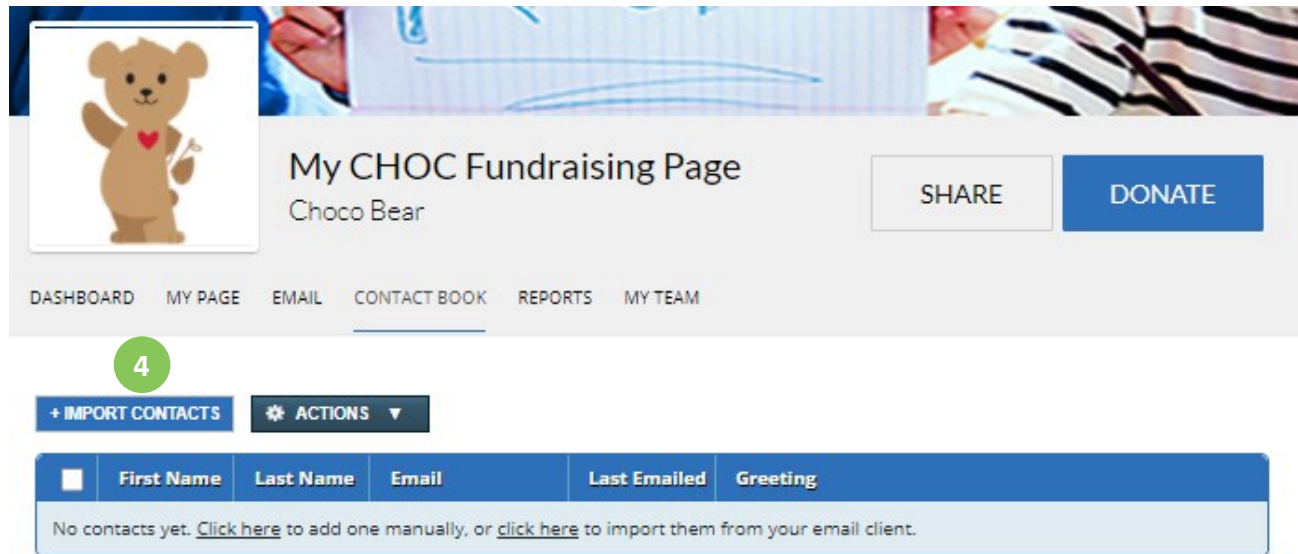 My CHOC Fundraising Page
Choco Bear
SHARE
DONATE
DASHBOARD MY PAGE EMAIL CONTACT BOOK REPORTS MY TEAM
4
+ IMPORT CONTACTS ACTIONS ▼
First Name Last Name Email Last Emailed Greeting
No contacts yet. Click here to add one manually, or click here to import them from your email client.